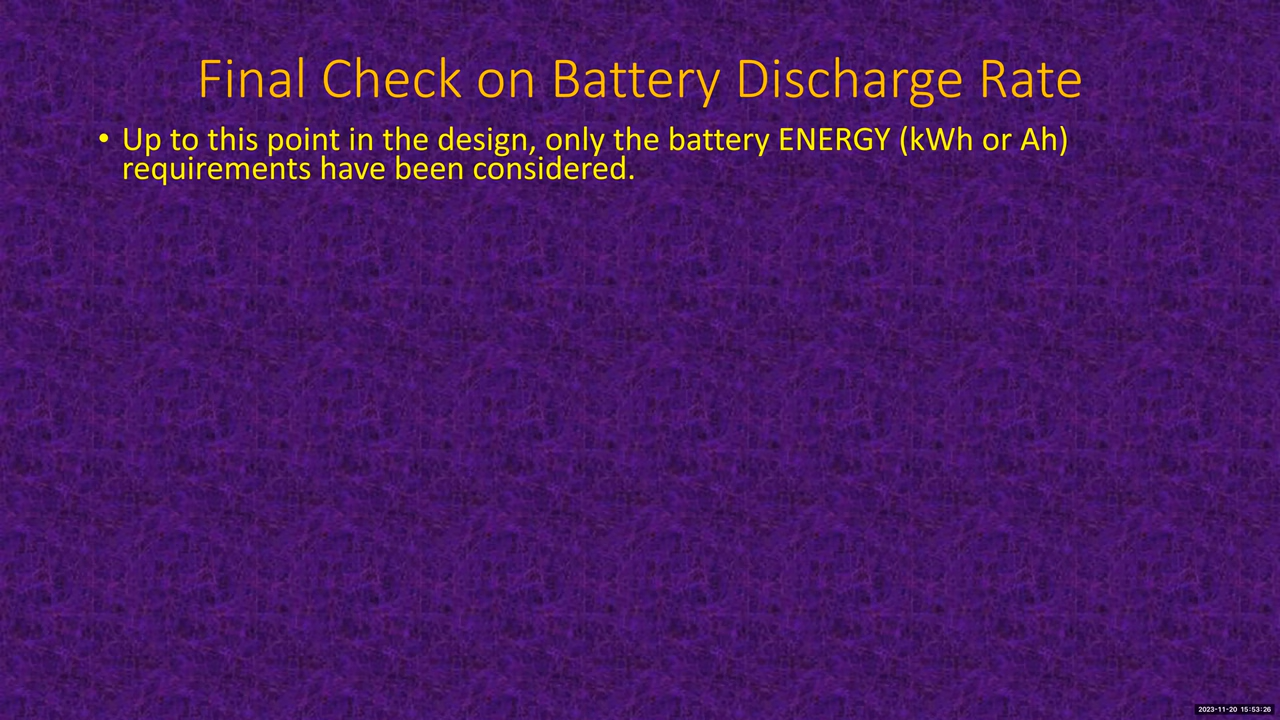 Final Check on Battery Discharge Rate
• Up to this point in the design, only the battery ENERGY (kWh or Ah)
requirements have been considered.
2023-11-20 15:53:26